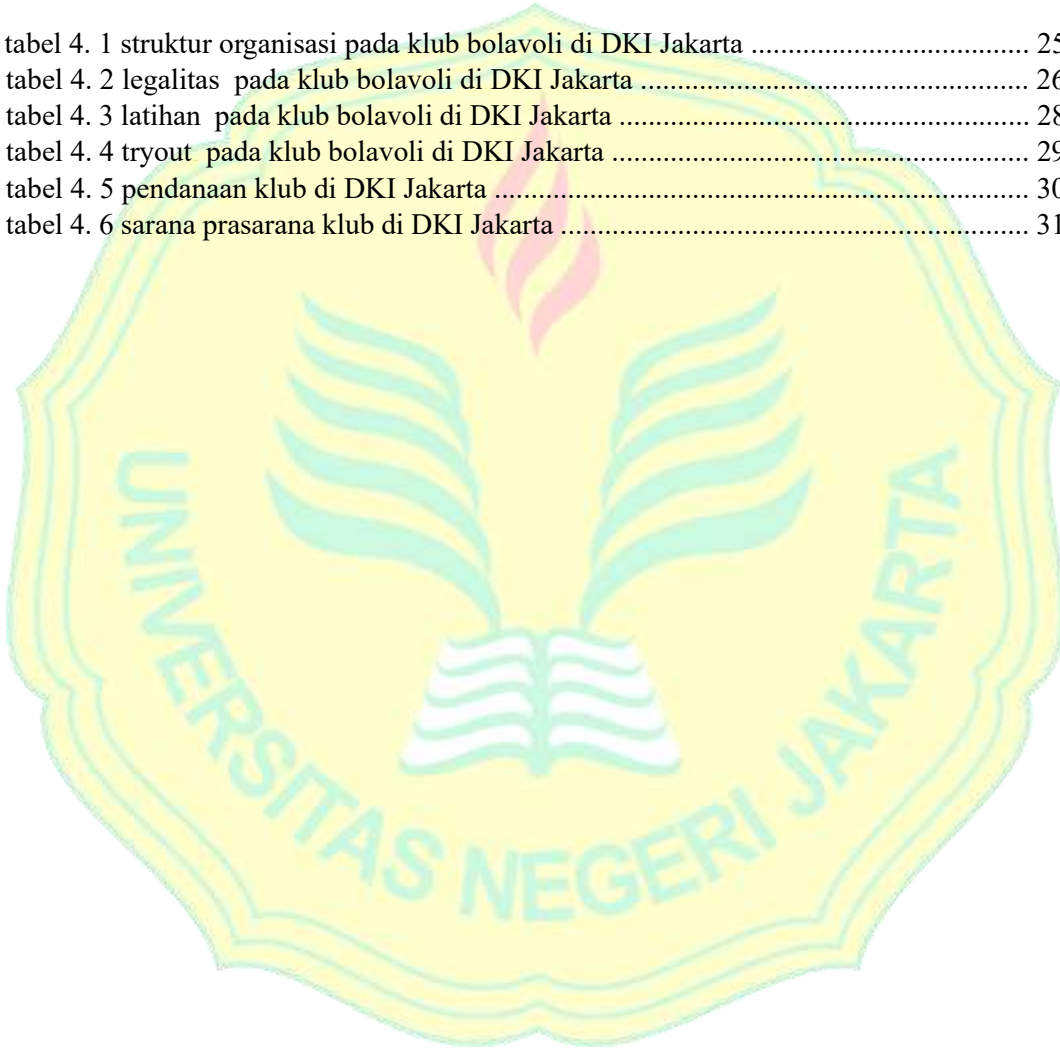 tabel 4. 1 struktur organisasi pada klub bolavoli di DKI Jakarta .......................................... 25
tabel 4. 2 legalitas  pada klub bolavoli di DKI Jakarta .......................................................... 26
tabel 4. 3 latihan  pada klub bolavoli di DKI Jakarta .............................................................. 28
tabel 4. 4 tryout  pada klub bolavoli di DKI Jakarta ............................................................... 29
tabel 4. 5 pendanaan klub di DKI Jakarta ................................................................................ 30
tabel 4. 6 sarana prasarana klub di DKI Jakarta ...................................................................... 31
UNIVERSITAS NEGERI JAKARTA